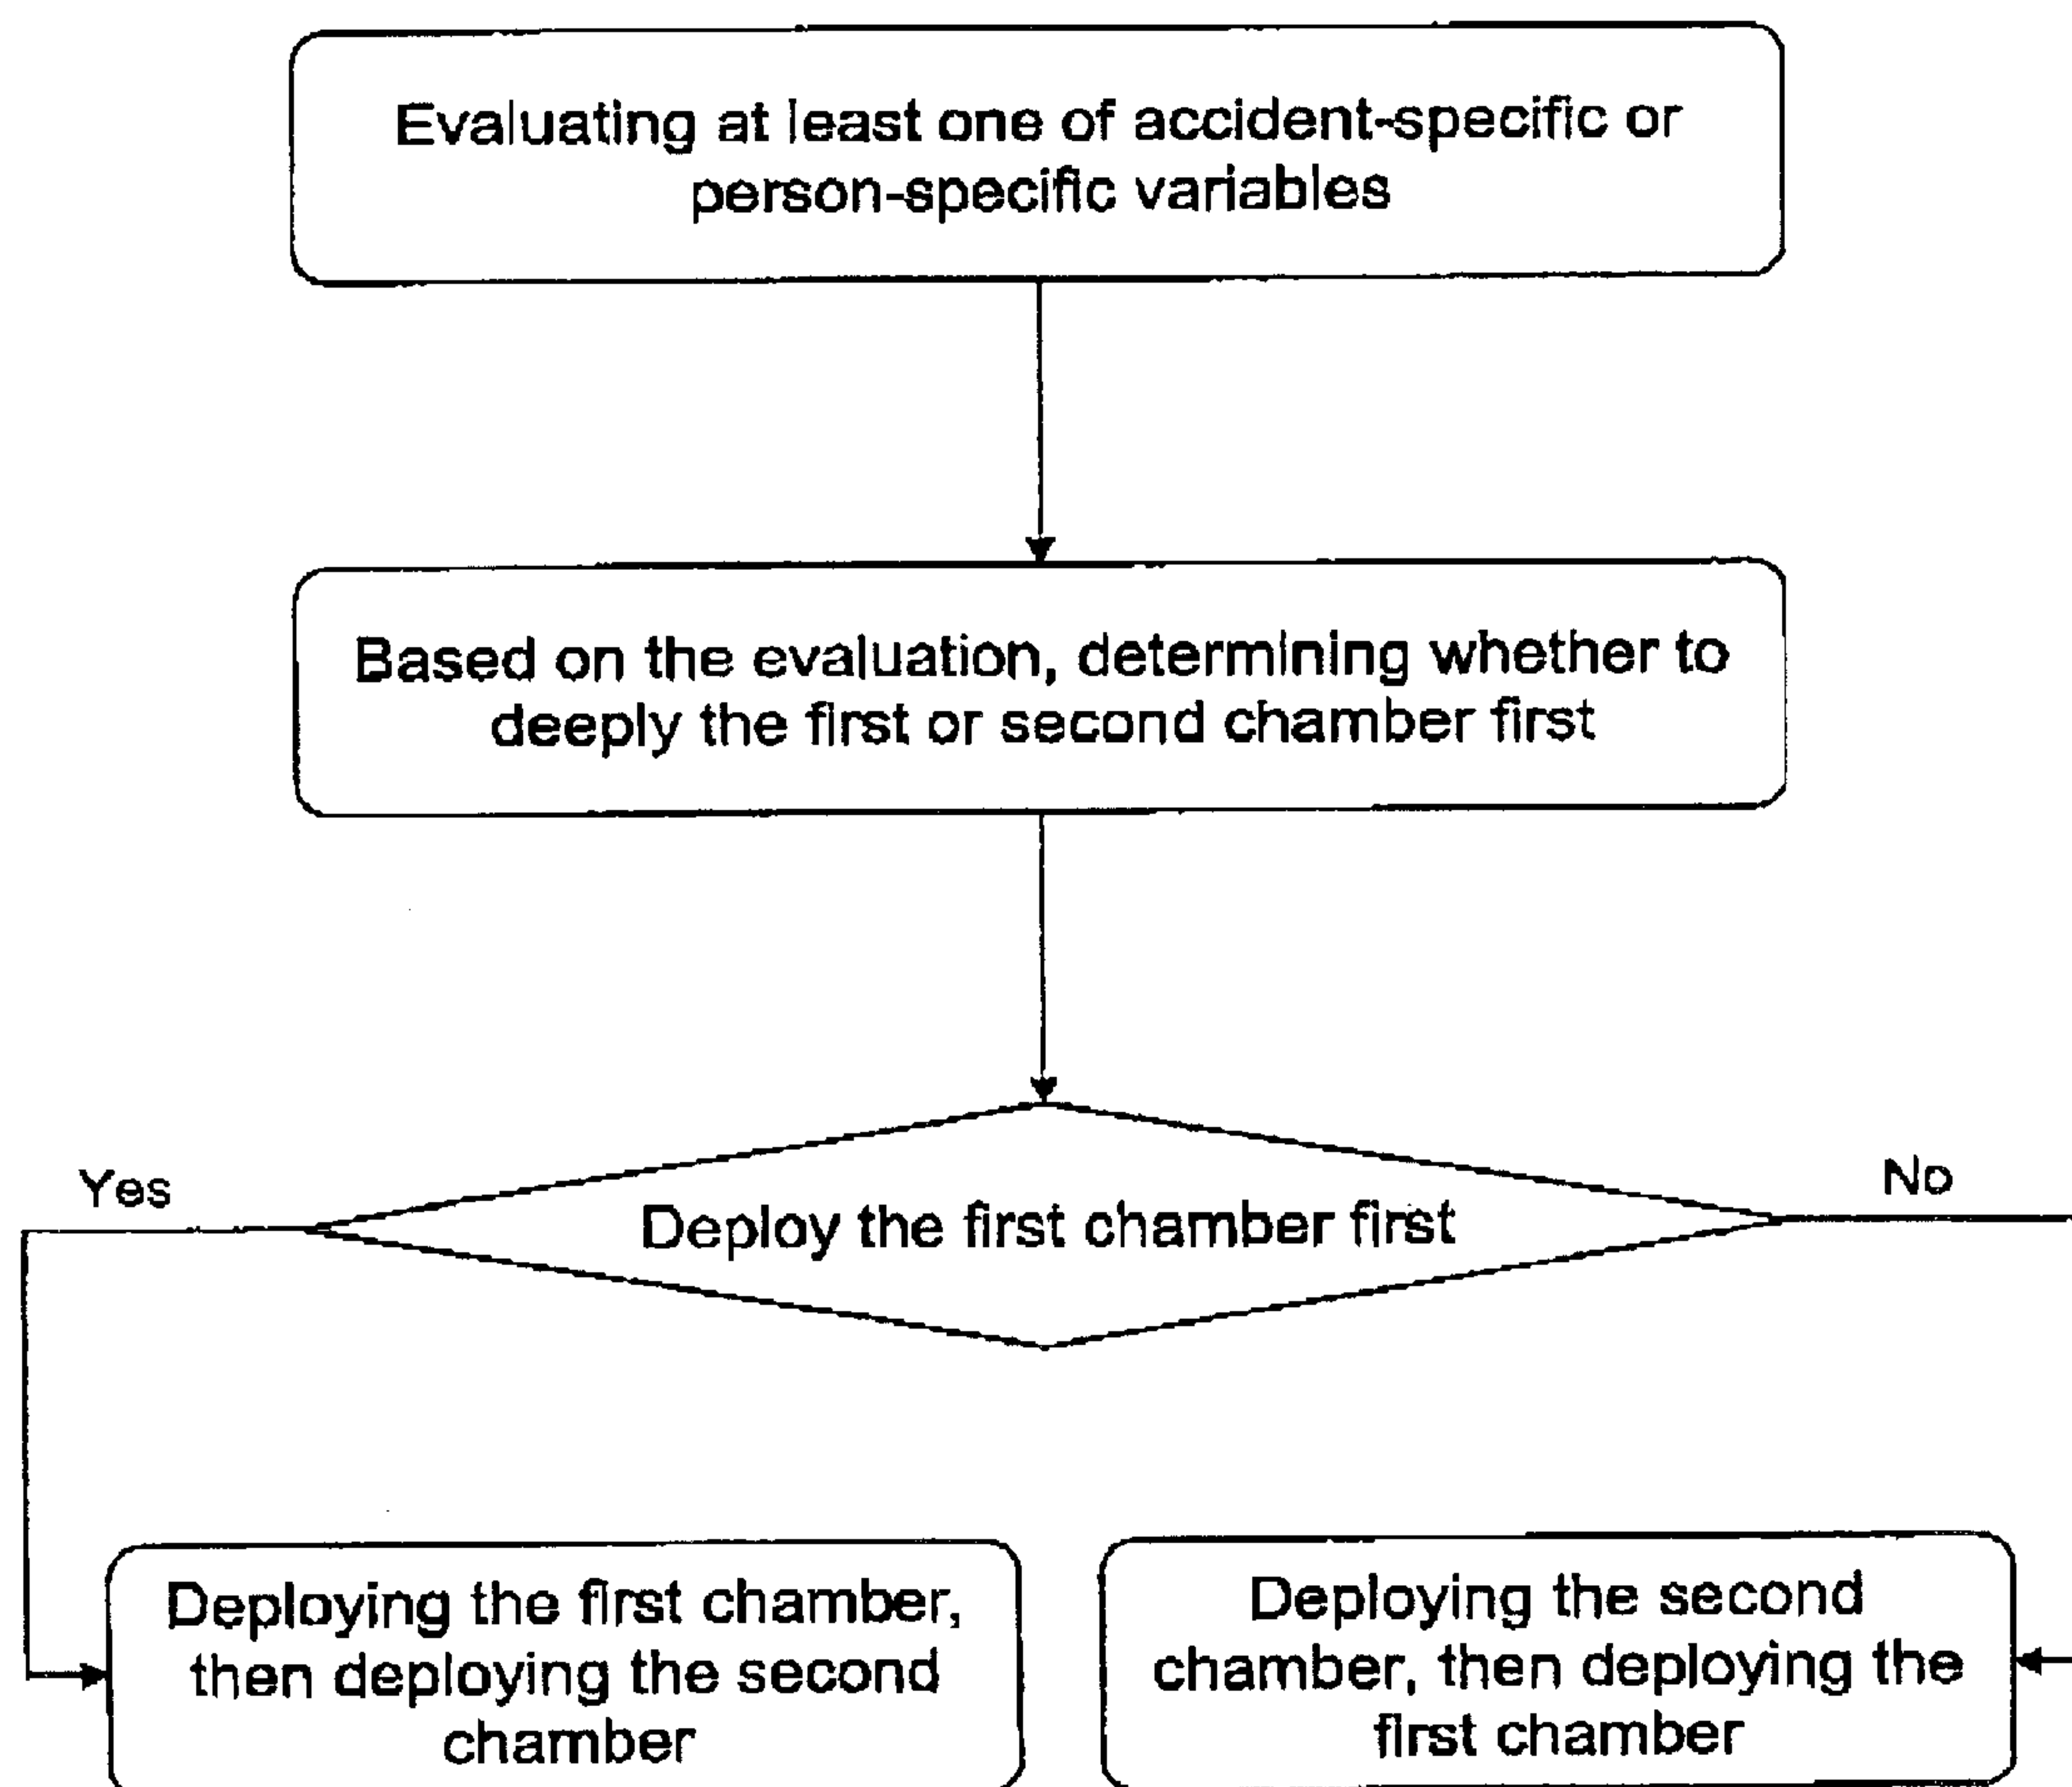 Evaluating at least one of accident-specific or
person-specific variables
Based on the evaluation, determining whether to
deeply the first or second chamber first
Yes
No
Deploy the first chamber first
Deploying the first chamber,
then deploying the second
chamber
Deploying the second
chamber, then deploying the
first chamber